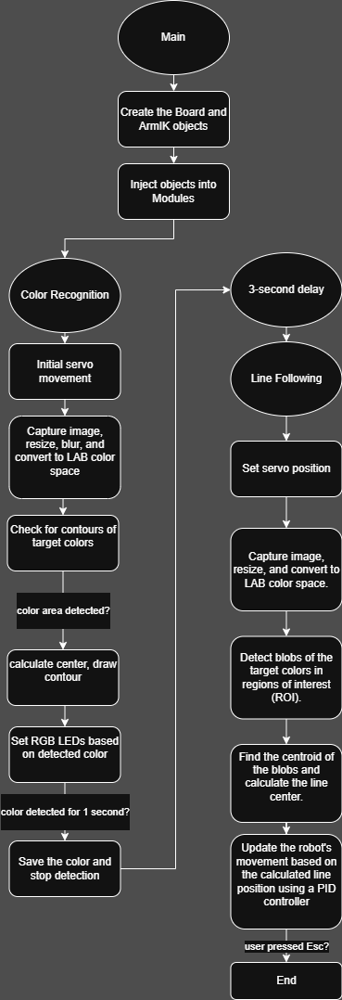 Main
Create the Board and
ArmIK objects
Inject objects into
Modules
Color Recognition
Initial servo
movement
Capture image,
resize, blur, and
convert to LAB color
space
Check for contours of
target colors
color area detected?
calculate center, draw
contour
Set RGB LEDs based
on detected color
color detected for 1 second?
Save the color and
stop detection
3-second delay
Line Following
Set servo position
Capture image,
resize, and convert to
LAB color space.
Detect blobs of the
target colors in
regions of interest
(ROI).
Find the centroid of
the blobs and
calculate the line
center.
Update the robot's
movement based on
the calculated line
position using a PID
controller
user pressed Esc?
End